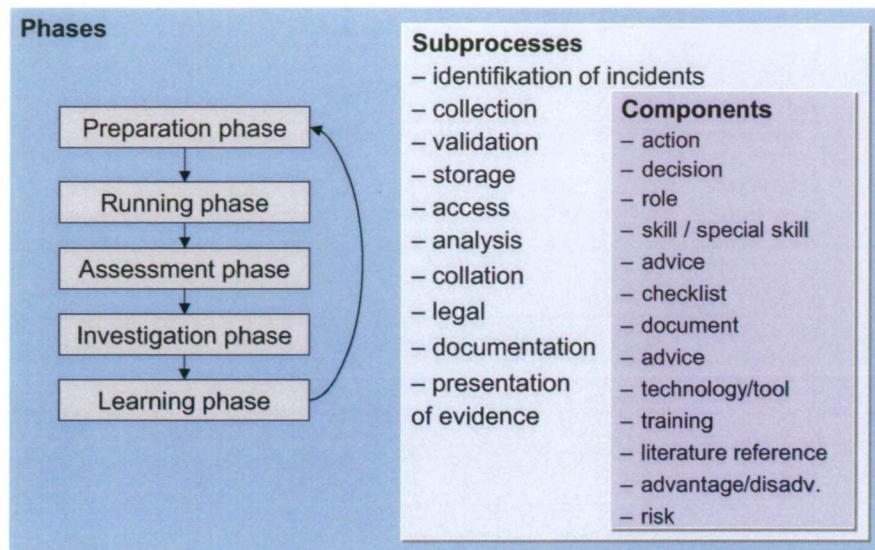 Phases
Preparation phase
Running phase
Assessment phase
Investigation phase
Learning phase
Subprocesses
– identifikation of incidents
– collection
– validation
– storage
– access
– analysis
– collation
– legal
– documentation
– presentation
of evidence
Components
– action
– decision
– role
– skill / special skill
– advice
– checklist
– document
– advice
– technology/tool
– training
– literature reference
– advantage/disadv.
– risk